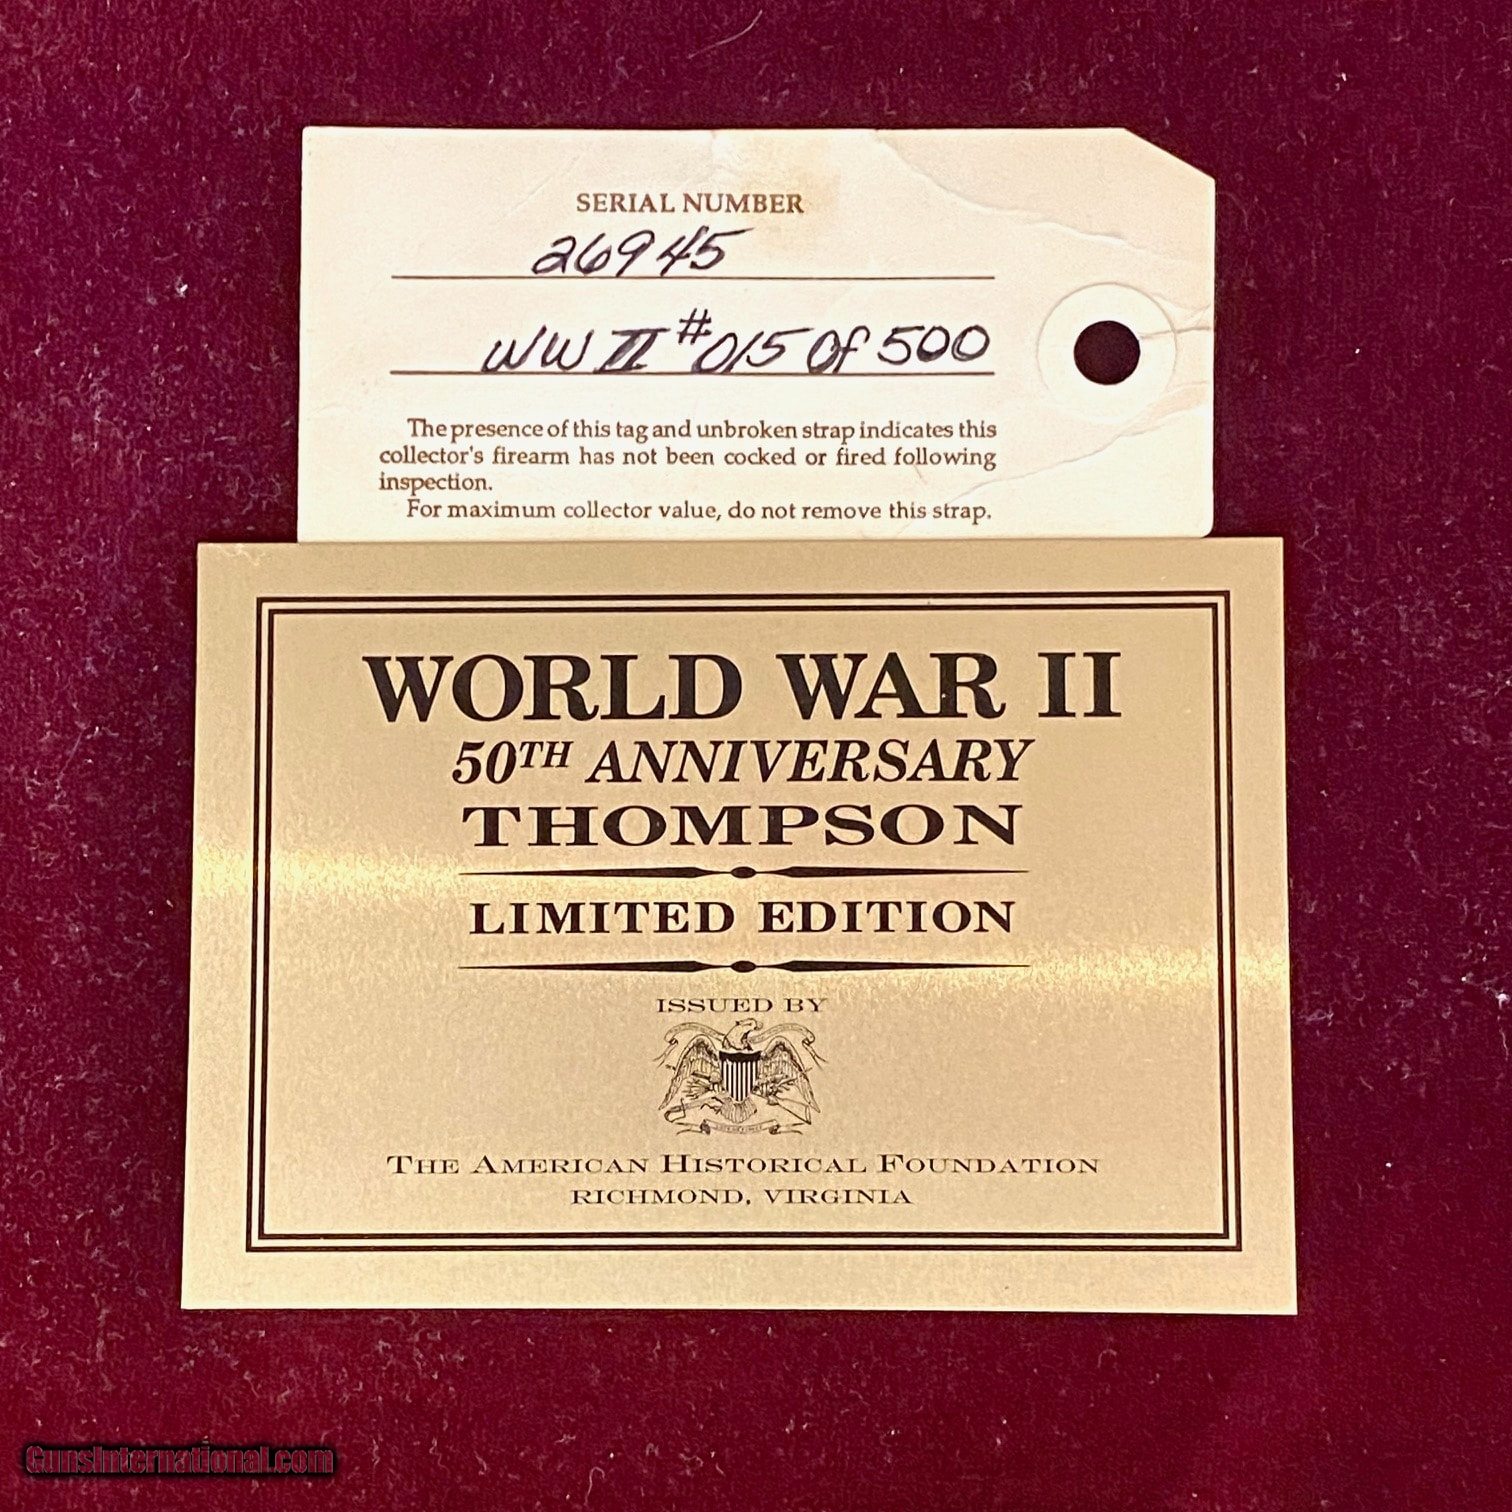 SERIAL NUMBER
26945
WW II #015 of 500
The presence of this tag and unbroken strap indicates this
collector's firearm has not been cocked or fired following
inspection.
For maximum collector value, do not remove this strap.
WORLD WAR II
50TH ANNIVERSARY
THOMPSON
LIMITED EDITION
ISSUED BY
THE AMERICAN HISTORICAL FOUNDATION
RICHMOND, VIRGINIA
GunsInternational.com